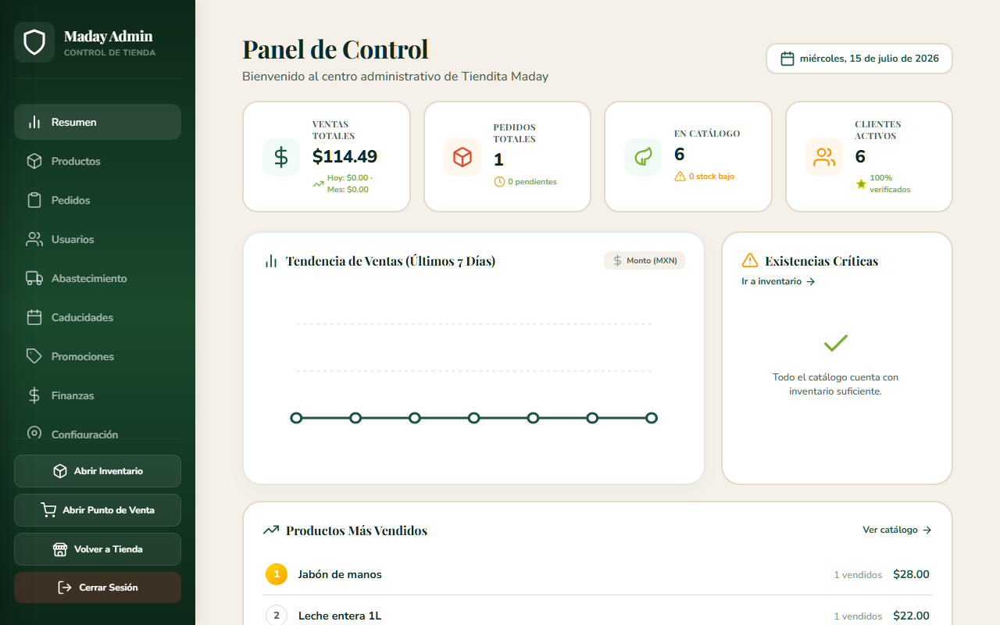 Maday Admin
CONTROL DE TIENDA
Resumen
Productos
Pedidos
Usuarios
Abastecimiento
Caducidades
Promociones
Finanzas
Configuración
Abrir Inventario
Abrir Punto de Venta
Volver a Tienda
Cerrar Sesión
Panel de Control
Bienvenido al centro administrativo de Tiendita Maday
miércoles, 15 de julio de 2026
VENTAS
TOTALES
$114.49
Hoy: $0.00 ·
Mes: $0.00
PEDIDOS
TOTALES
1
0 pendientes
EN CATÁLOGO
6
0 stock bajo
CLIENTES
ACTIVOS
6
100%
verificados
Tendencia de Ventas (Últimos 7 Días)
Monto (MXN)
Existencias Críticas
Ir a inventario →
Todo el catálogo cuenta con
inventario suficiente.
Productos Más Vendidos
Ver catálogo →
1 Jabón de manos 1 vendidos $28.00
2 Leche entera 1L 1 vendidos $22.00